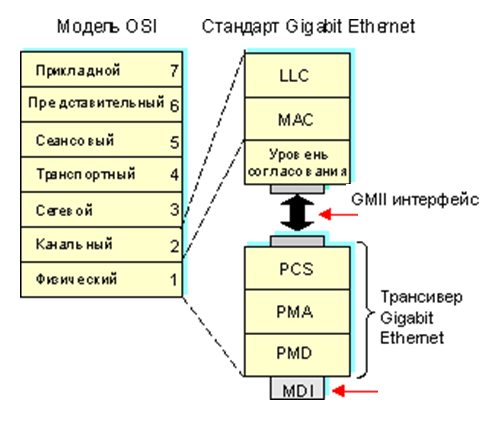 Модель OSI
Стандарт Gigabit Ethernet
Прикладной 7
Представительный 6
Сеансовый 5
Транспортный 4
Сетевой 3
Канальный 2
Физический 1
LLC
MAC
Уровень
согласования
GMII интерфейс
PCS
PMA
PMD
MDI
Трансивер
Gigabit
Ethernet